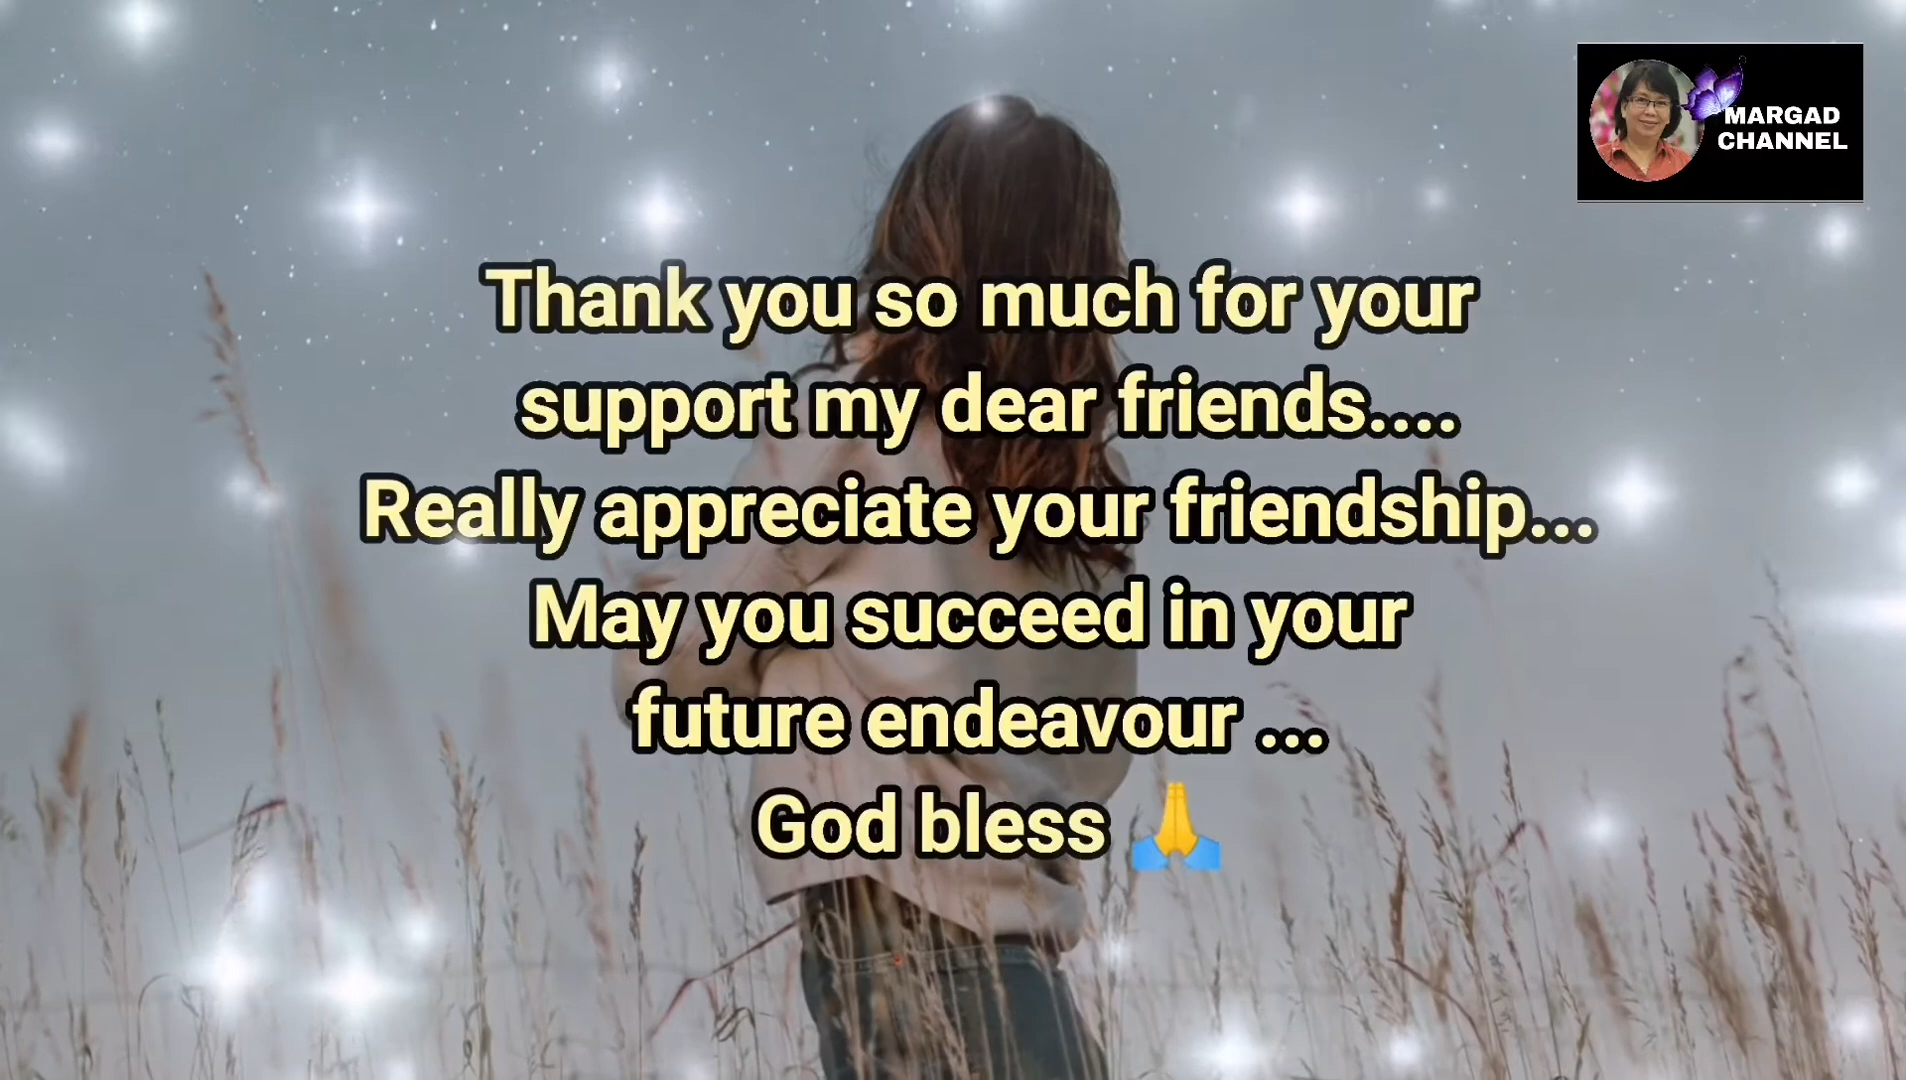 MARGAD
CHANNEL
Thank you so much for your
support my dear friends....
Really appreciate your friendship...
May you succeed in your
future endeavour ...
God bless 🙏